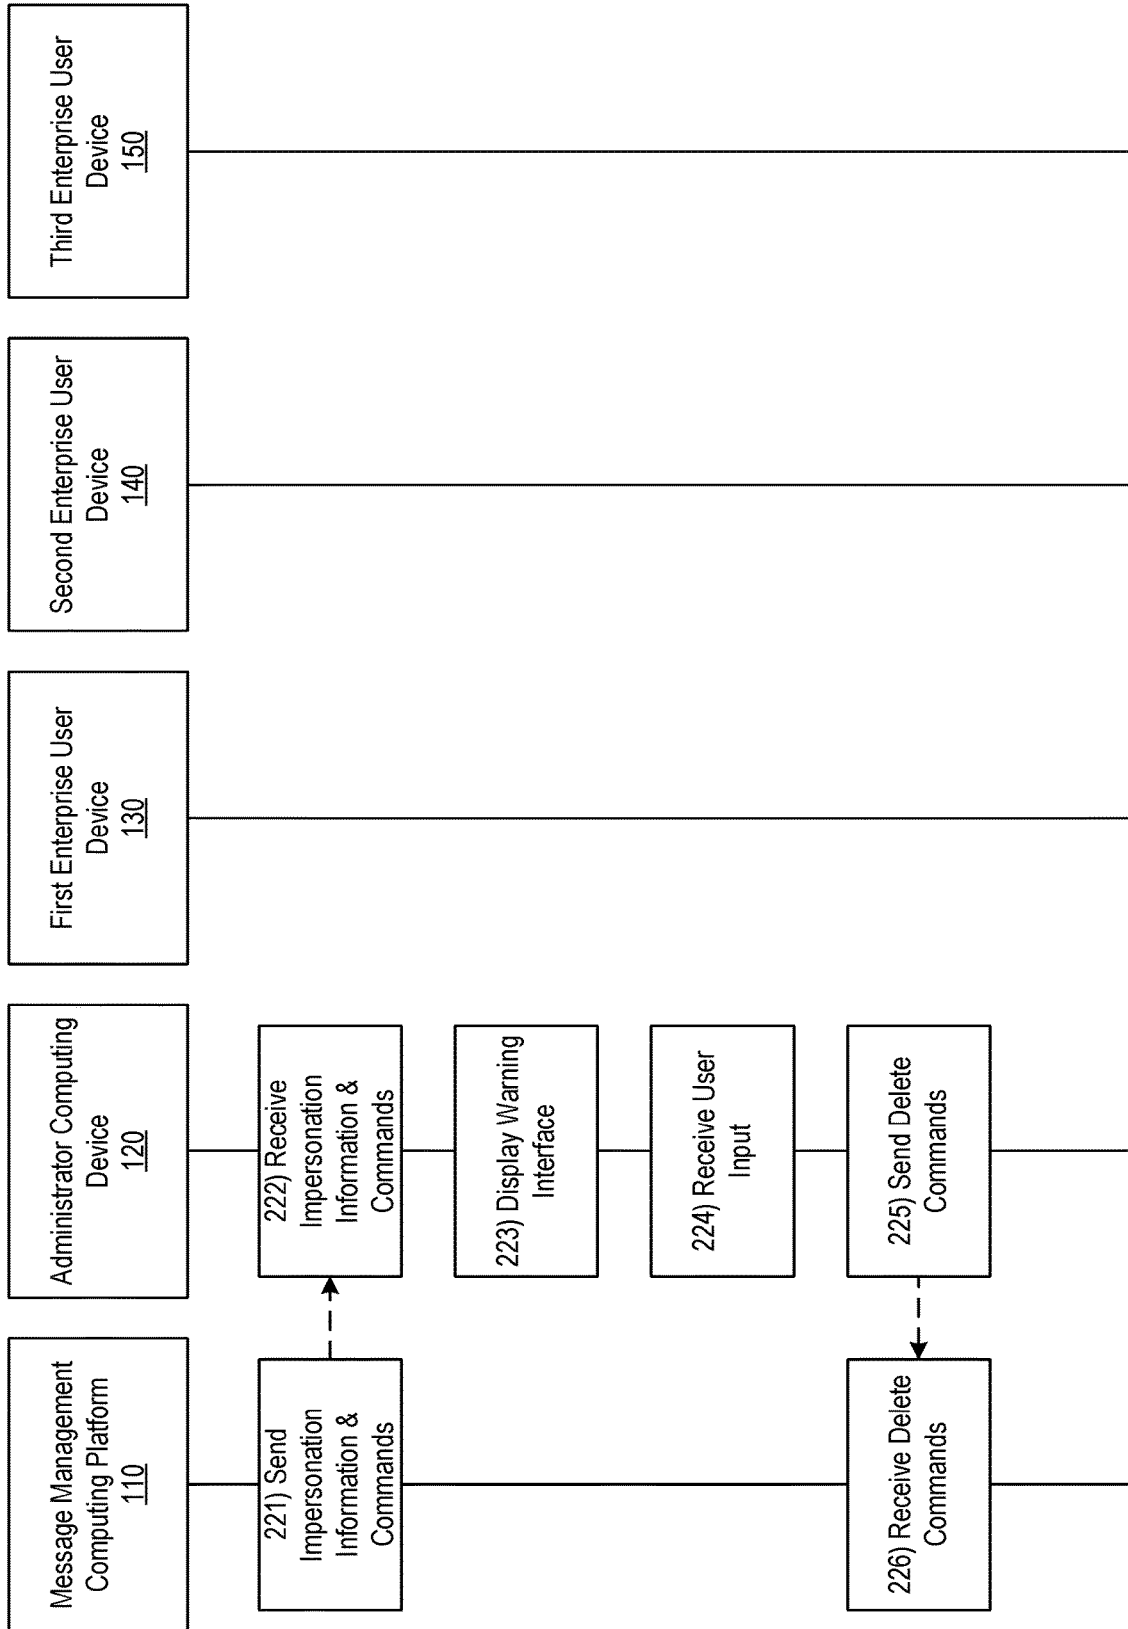 Message Management
Computing Platform
110
Administrator Computing
Device
120
First Enterprise User
Device
130
Second Enterprise User
Device
140
Third Enterprise User
Device
150
221) Send
Impersonation
Information &
Commands
222) Receive
Impersonation
Information &
Commands
223) Display Warning
Interface
224) Receive User
Input
225) Send Delete
Commands
226) Receive Delete
Commands